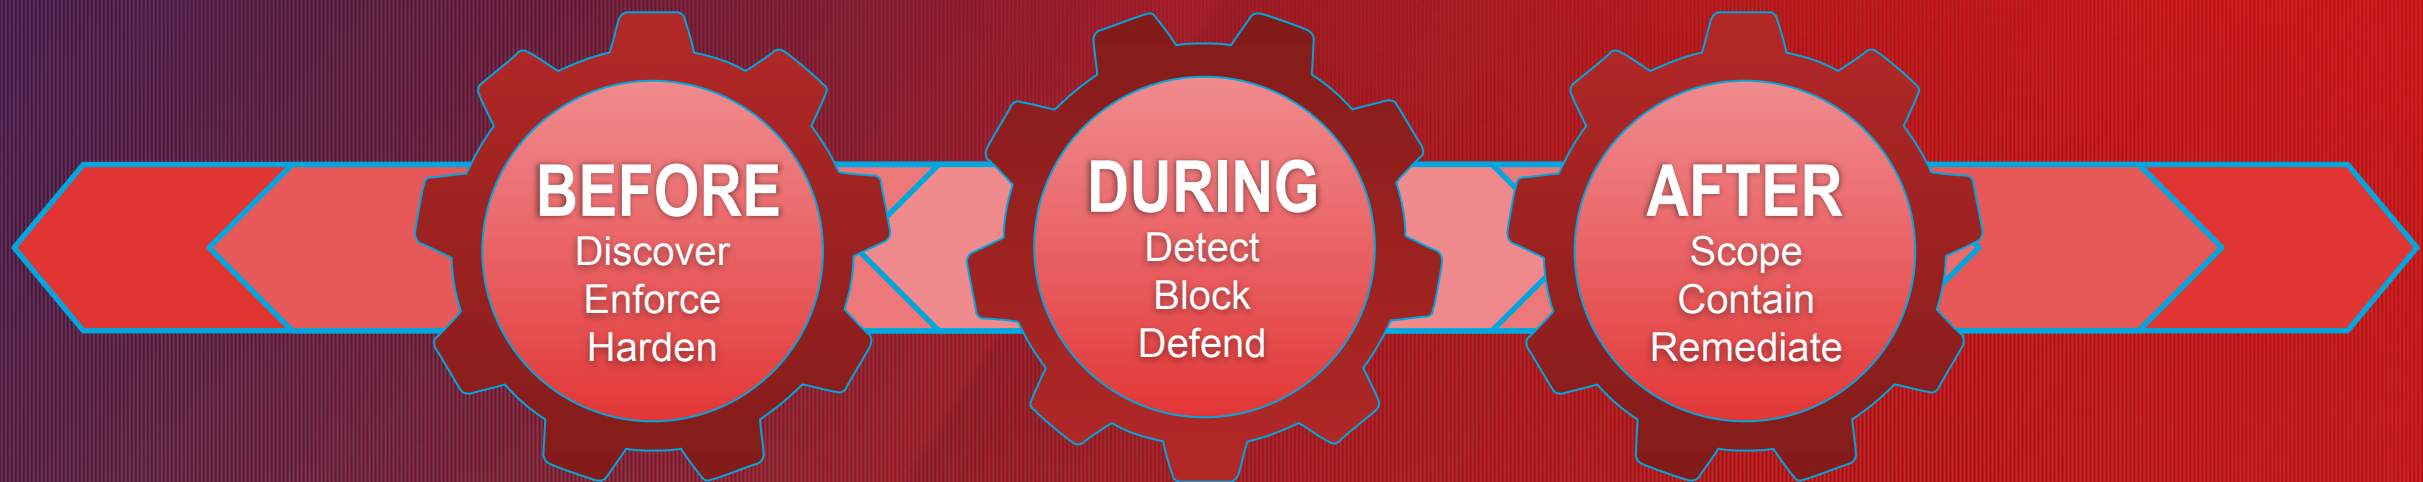 BEFORE
Discover
Enforce
Harden
DURING
Detect
Block
Defend
AFTER
Scope
Contain
Remediate